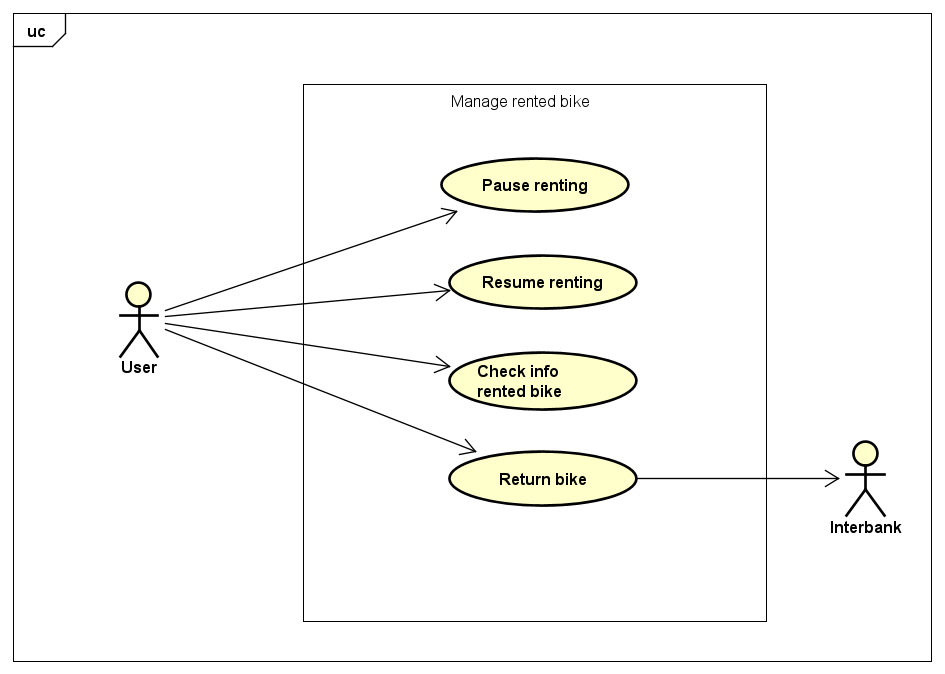 uc
Manage rented bike
Pause renting
Resume renting
User
Check info
rented bike
Return bike
Interbank